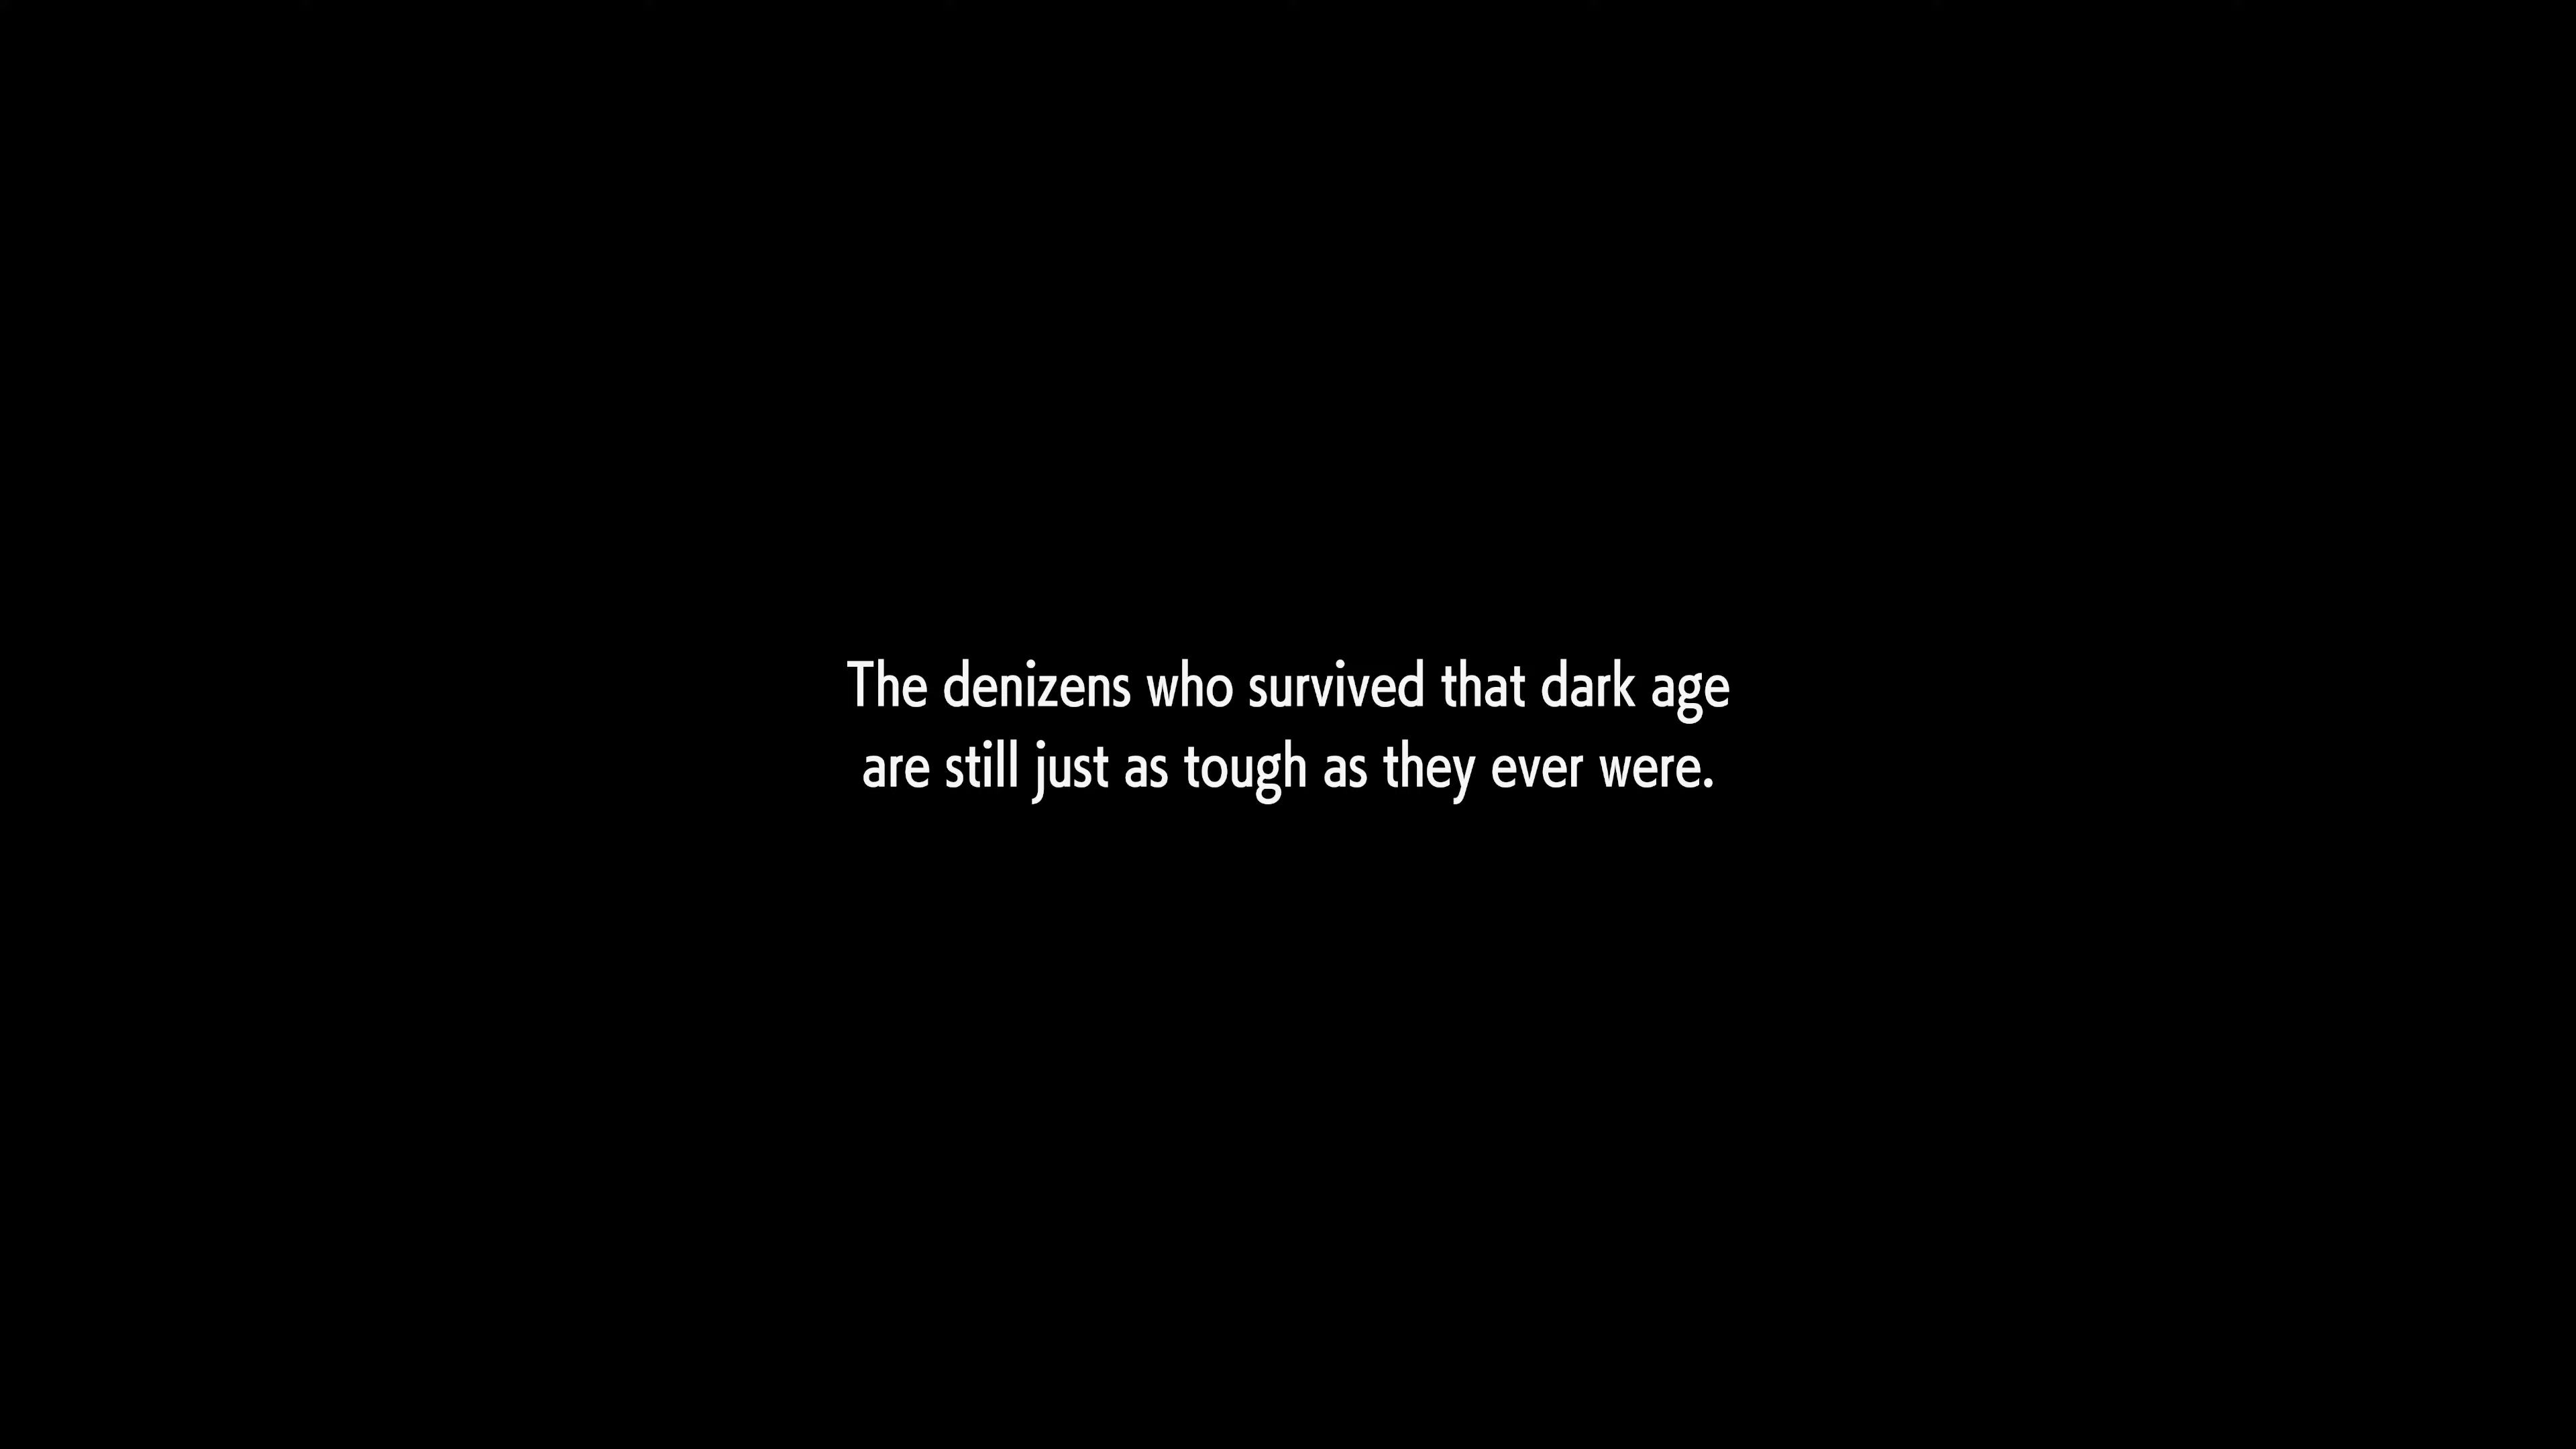 The denizens who survived that dark age
are still just as tough as they ever were.